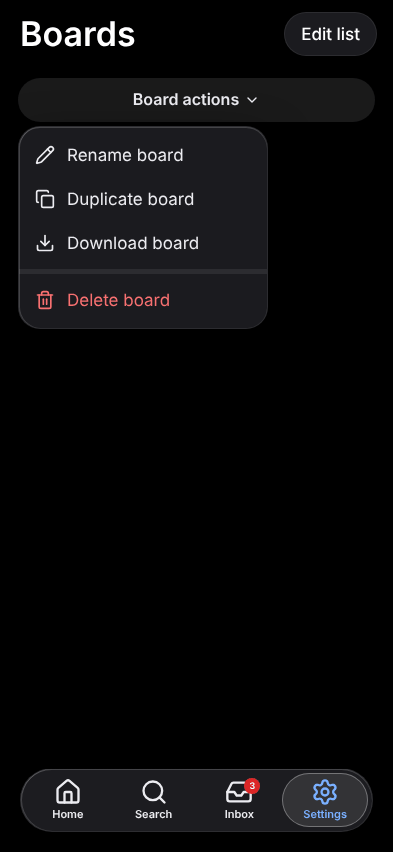 Boards
Edit list
Board actions
Rename board
Duplicate board
Download board
Delete board
3
Home
Search
Inbox
Settings